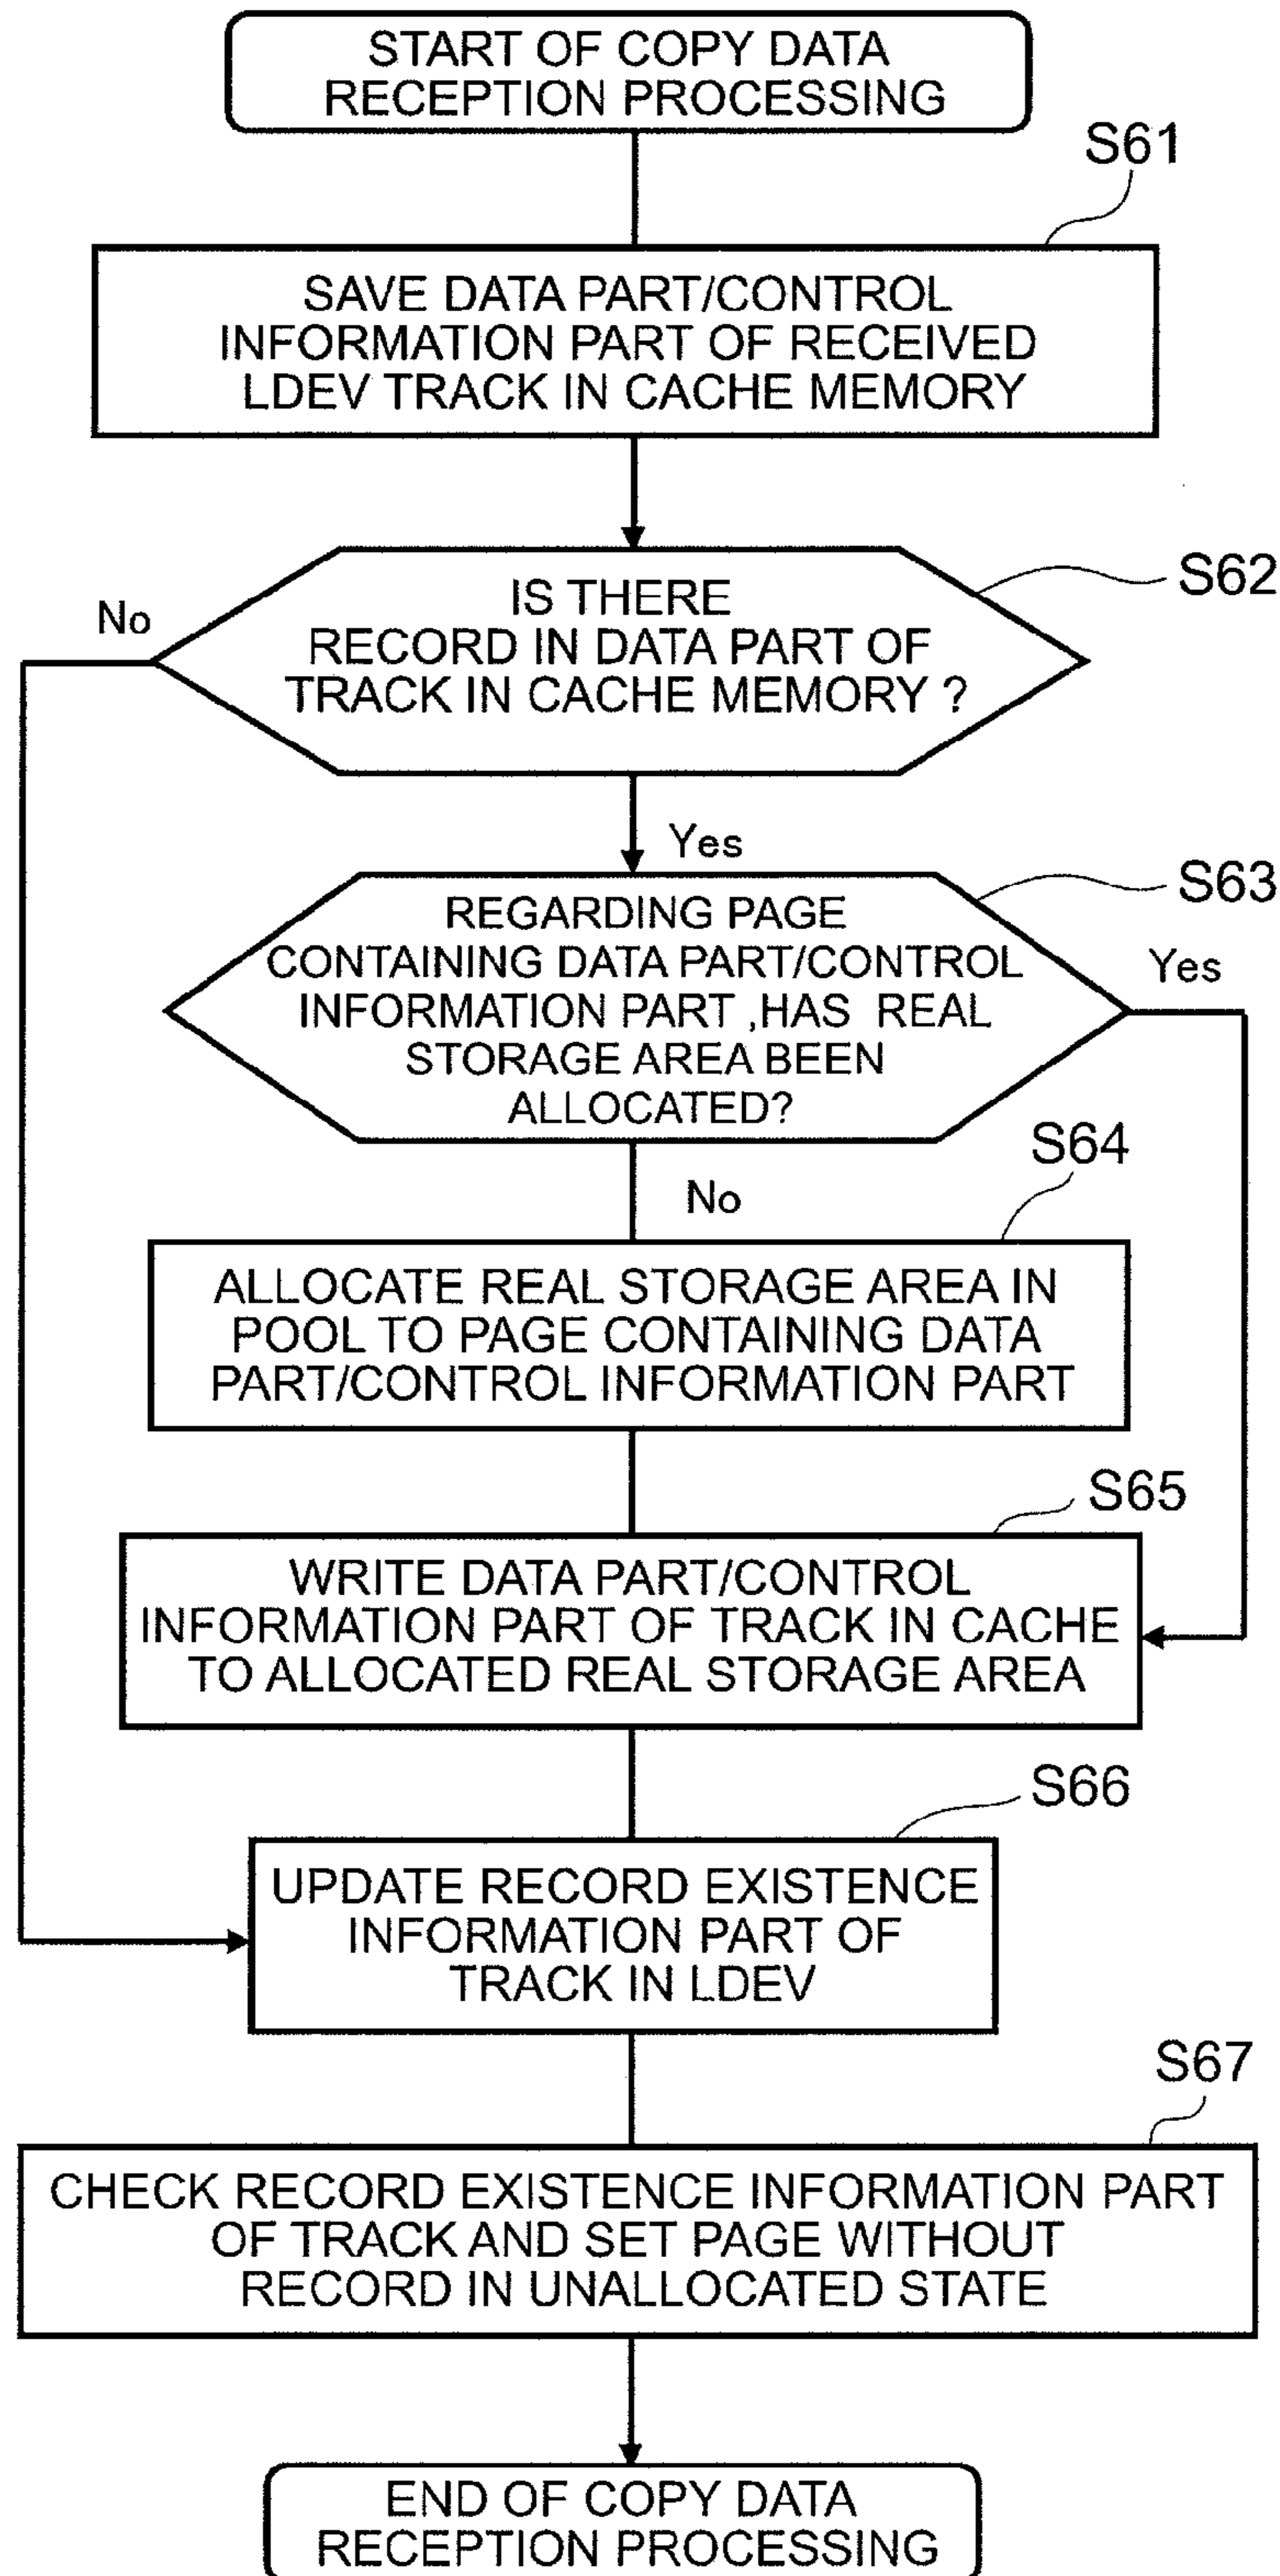 START OF COPY DATA
RECEPTION PROCESSING
S61
SAVE DATA PART/CONTROL
INFORMATION PART OF RECEIVED
LDEV TRACK IN CACHE MEMORY
S62
No
IS THERE
RECORD IN DATA PART OF
TRACK IN CACHE MEMORY ?
Yes
S63
REGARDING PAGE
CONTAINING DATA PART/CONTROL
INFORMATION PART ,HAS REAL
STORAGE AREA BEEN
ALLOCATED?
Yes
No
S64
ALLOCATE REAL STORAGE AREA IN
POOL TO PAGE CONTAINING DATA
PART/CONTROL INFORMATION PART
S65
WRITE DATA PART/CONTROL
INFORMATION PART OF TRACK IN CACHE
TO ALLOCATED REAL STORAGE AREA
S66
UPDATE RECORD EXISTENCE
INFORMATION PART OF
TRACK IN LDEV
S67
CHECK RECORD EXISTENCE INFORMATION PART
OF TRACK AND SET PAGE WITHOUT
RECORD IN UNALLOCATED STATE
END OF COPY DATA
RECEPTION PROCESSING